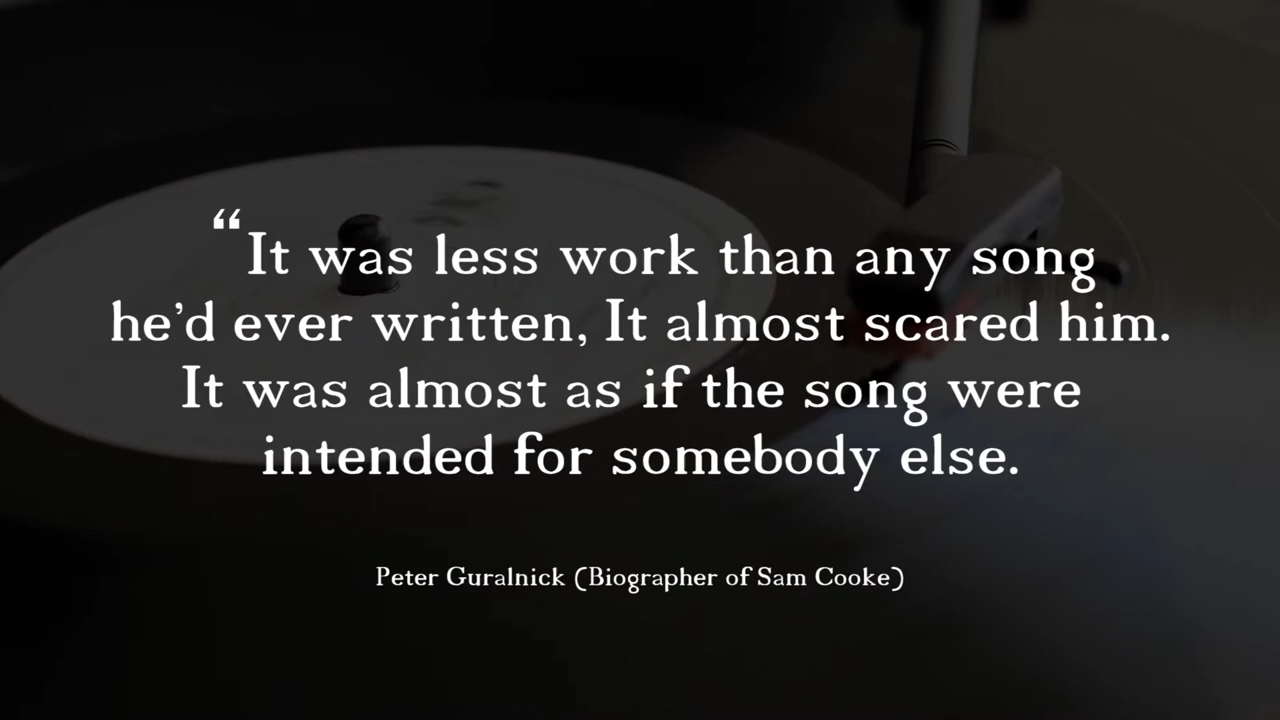 “It was less work than any song
he’d ever written, It almost scared him.
It was almost as if the song were
intended for somebody else.
Peter Guralnick (Biographer of Sam Cooke)